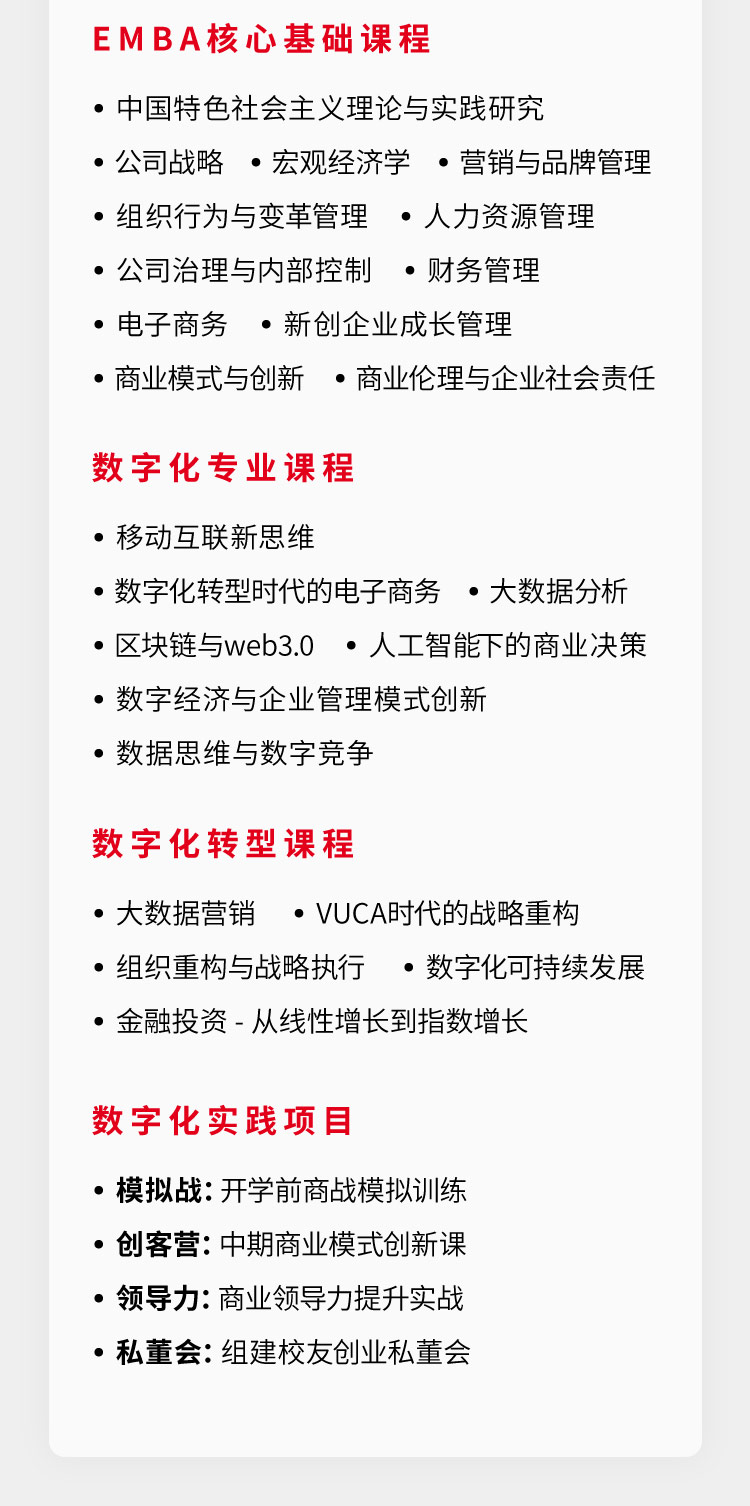 EMBA核心基础课程
• 中国特色社会主义理论与实践研究
• 公司战略 • 宏观经济学 • 营销与品牌管理
• 组织行为与变革管理 • 人力资源管理
• 公司治理与内部控制 • 财务管理
• 电子商务 • 新创企业成长管理
• 商业模式与创新 • 商业伦理与企业社会责任
数字化专业课程
• 移动互联新思维
• 数字化转型时代的电子商务 • 大数据分析
• 区块链与web3.0 • 人工智能下的商业决策
• 数字经济与企业管理模式创新
• 数据思维与数字竞争
数字化转型课程
• 大数据营销 • VUCA时代的战略重构
• 组织重构与战略执行 • 数字化可持续发展
• 金融投资 - 从线性增长到指数增长
数字化实践项目
• 模拟战: 开学前商战模拟训练
• 创客营: 中期商业模式创新课
• 领导力: 商业领导力提升实战
• 私董会: 组建校友创业私董会